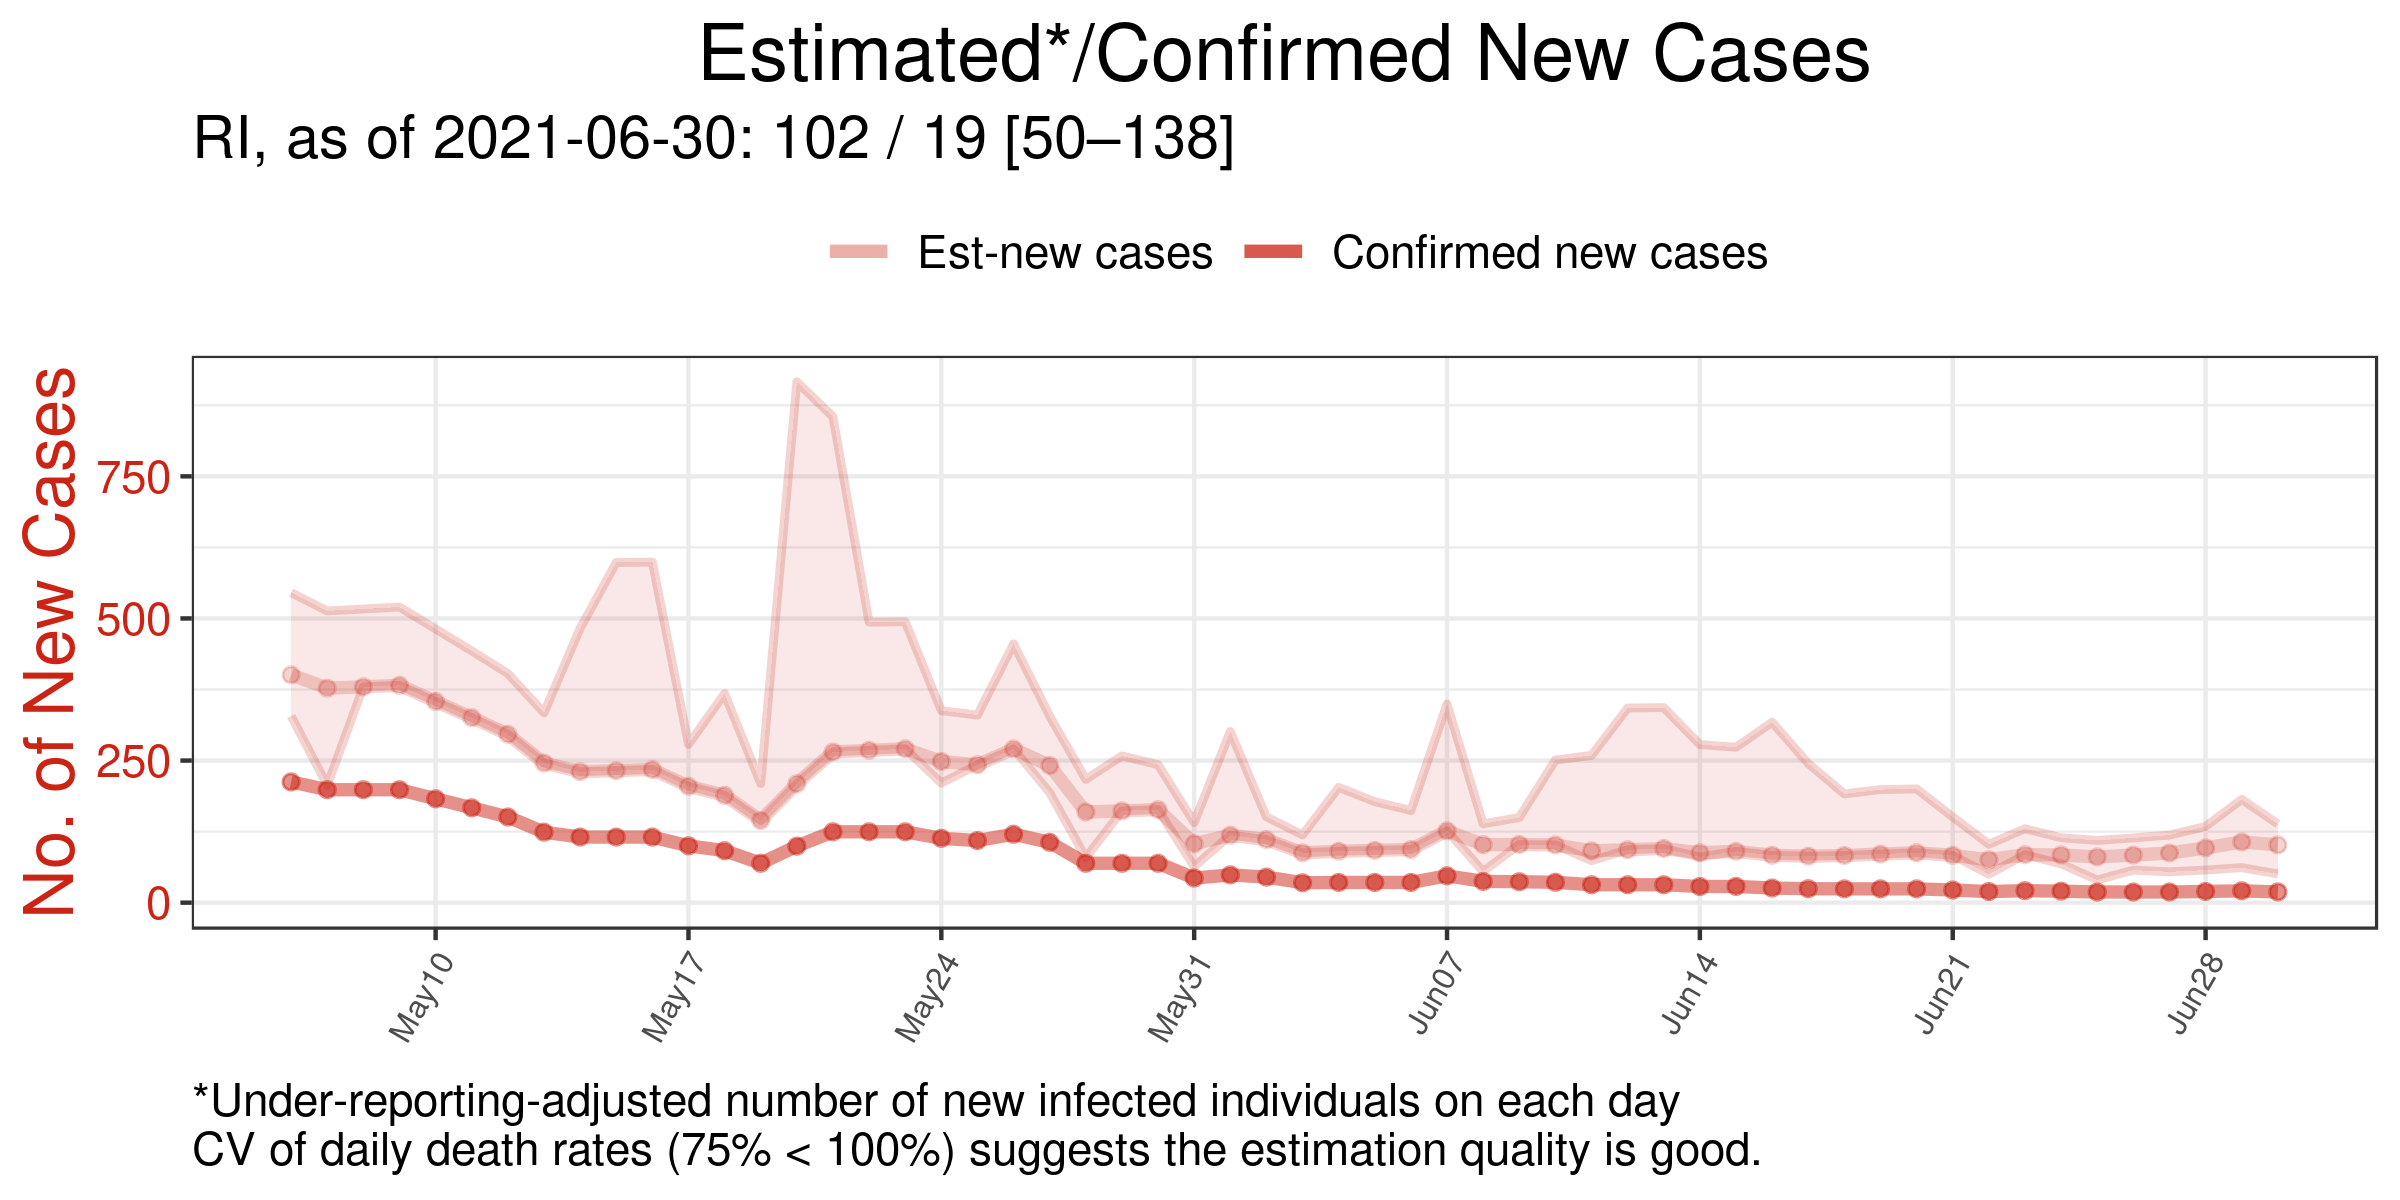 Estimated*/Confirmed New Cases
RI, as of 2021-06-30: 102 / 19 [50–138]
Est-new cases
Confirmed new cases
No. of New Cases
750
500
250
0
May10
May17
May24
May31
Jun07
Jun14
Jun21
Jun28
*Under-reporting-adjusted number of new infected individuals on each day
CV of daily death rates (75% < 100%) suggests the estimation quality is good.